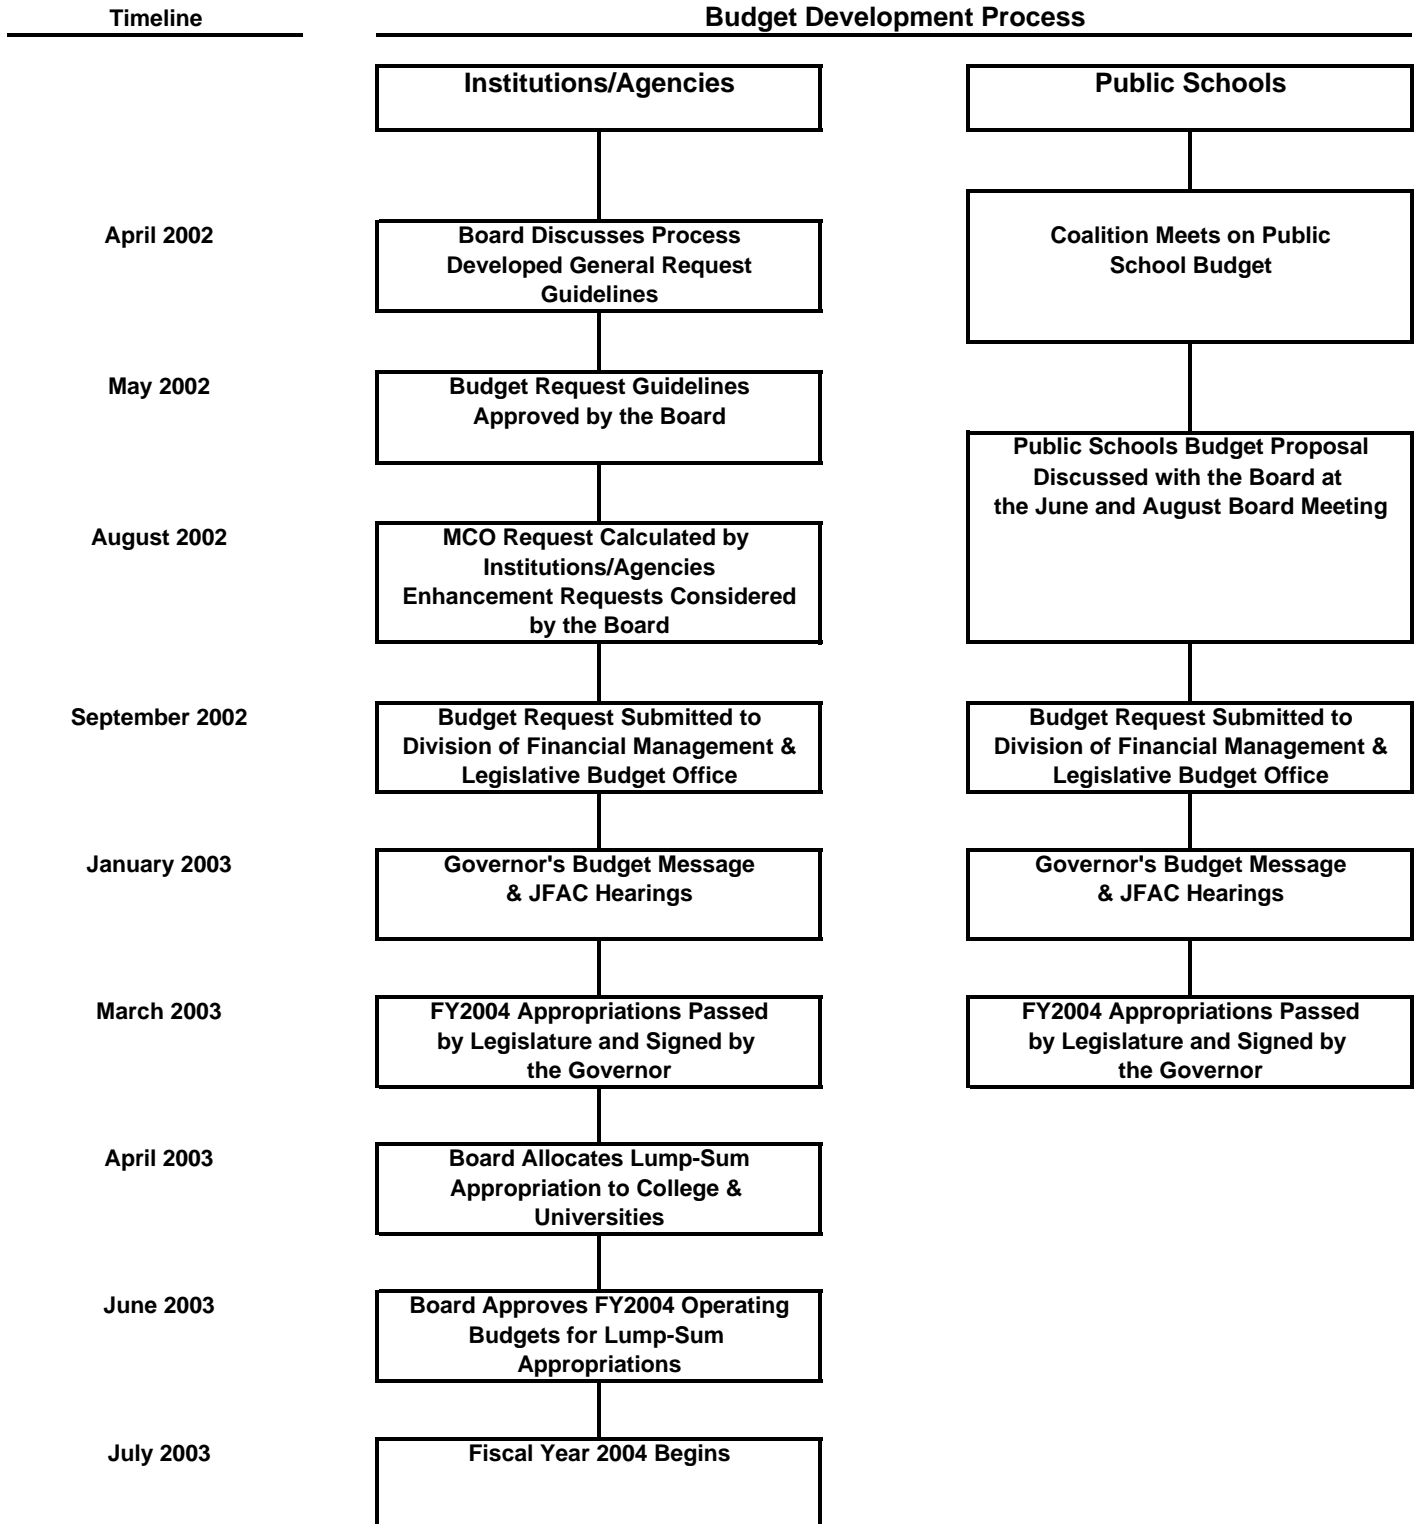 Timeline
Budget Development Process
Institutions/Agencies
Public Schools
April 2002
Board Discusses Process
Developed General Request
Guidelines
Coalition Meets on Public
School Budget
May 2002
Budget Request Guidelines
Approved by the Board
Public Schools Budget Proposal
Discussed with the Board at
the June and August Board Meeting
August 2002
MCO Request Calculated by
Institutions/Agencies
Enhancement Requests Considered
by the Board
September 2002
Budget Request Submitted to
Division of Financial Management &
Legislative Budget Office
Budget Request Submitted to
Division of Financial Management &
Legislative Budget Office
January 2003
Governor's Budget Message
& JFAC Hearings
Governor's Budget Message
& JFAC Hearings
March 2003
FY2004 Appropriations Passed
by Legislature and Signed by
the Governor
FY2004 Appropriations Passed
by Legislature and Signed by
the Governor
April 2003
Board Allocates Lump-Sum
Appropriation to College &
Universities
June 2003
Board Approves FY2004 Operating
Budgets for Lump-Sum
Appropriations
July 2003
Fiscal Year 2004 Begins